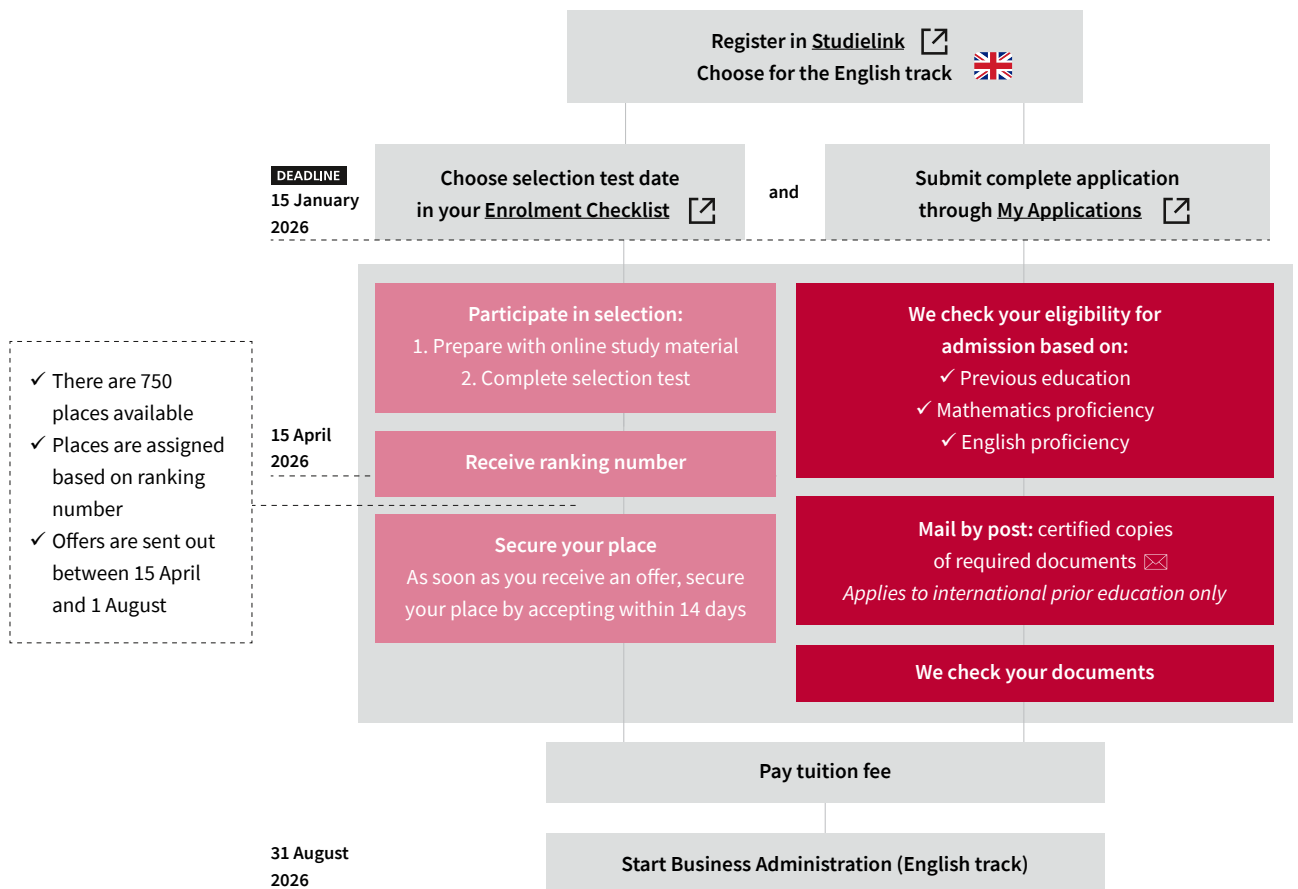 Register in Studielink
Choose for the English track
DEADLINE
15 January
2026
Choose selection test date
in your Enrolment Checklist
and
Submit complete application
through My Applications
Participate in selection:
1. Prepare with online study material
2. Complete selection test
We check your eligibility for
admission based on:
✓ Previous education
✓ Mathematics proficiency
✓ English proficiency
✓ There are 750
places available
✓ Places are assigned
based on ranking
number
✓ Offers are sent out
between 15 April
and 1 August
15 April
2026
Receive ranking number
Secure your place
As soon as you receive an offer, secure
your place by accepting within 14 days
Mail by post: certified copies
of required documents
Applies to international prior education only
We check your documents
Pay tuition fee
31 August
2026
Start Business Administration (English track)